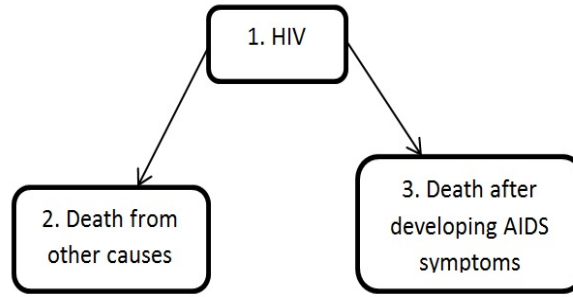 1. HIV
2. Death from
other causes
3. Death after
developing AIDS
symptoms